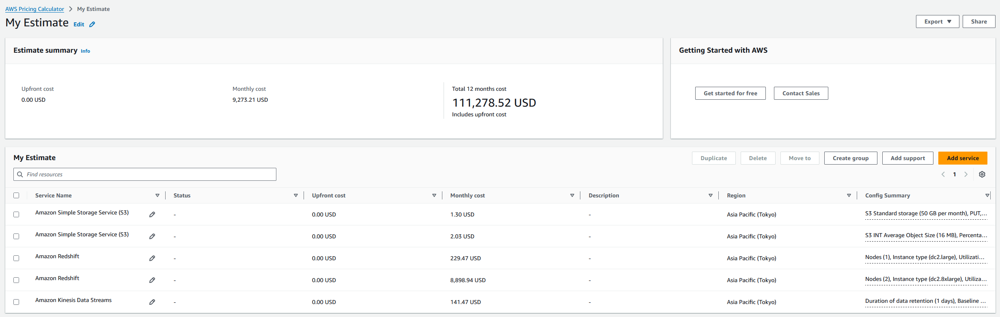 AWS Pricing Calculator > My Estimate
My Estimate Edit
Export Share
Estimate summary Info
Getting Started with AWS
Upfront cost Monthly cost Total 12 months cost
0.00 USD 9,273.21 USD 111,278.52 USD
Includes upfront cost
Get started for free Contact Sales
My Estimate
Duplicate Delete Move to Create group Add support Add service
Find resources
1
Service Name Status Upfront cost Monthly cost Description Region Config Summary
Amazon Simple Storage Service (S3) - 0.00 USD 1.30 USD - Asia Pacific (Tokyo) S3 Standard storage (50 GB per month), PUT,...
Amazon Simple Storage Service (S3) - 0.00 USD 2.03 USD - Asia Pacific (Tokyo) S3 INT Average Object Size (16 MB), Percenta...
Amazon Redshift - 0.00 USD 229.47 USD - Asia Pacific (Tokyo) Nodes (1), Instance type (dc2.large), Utilizati...
Amazon Redshift - 0.00 USD 8,898.94 USD - Asia Pacific (Tokyo) Nodes (2), Instance type (dc2.8xlarge), Utiliza...
Amazon Kinesis Data Streams - 0.00 USD 141.47 USD - Asia Pacific (Tokyo) Duration of data retention (1 days), Baseline ...